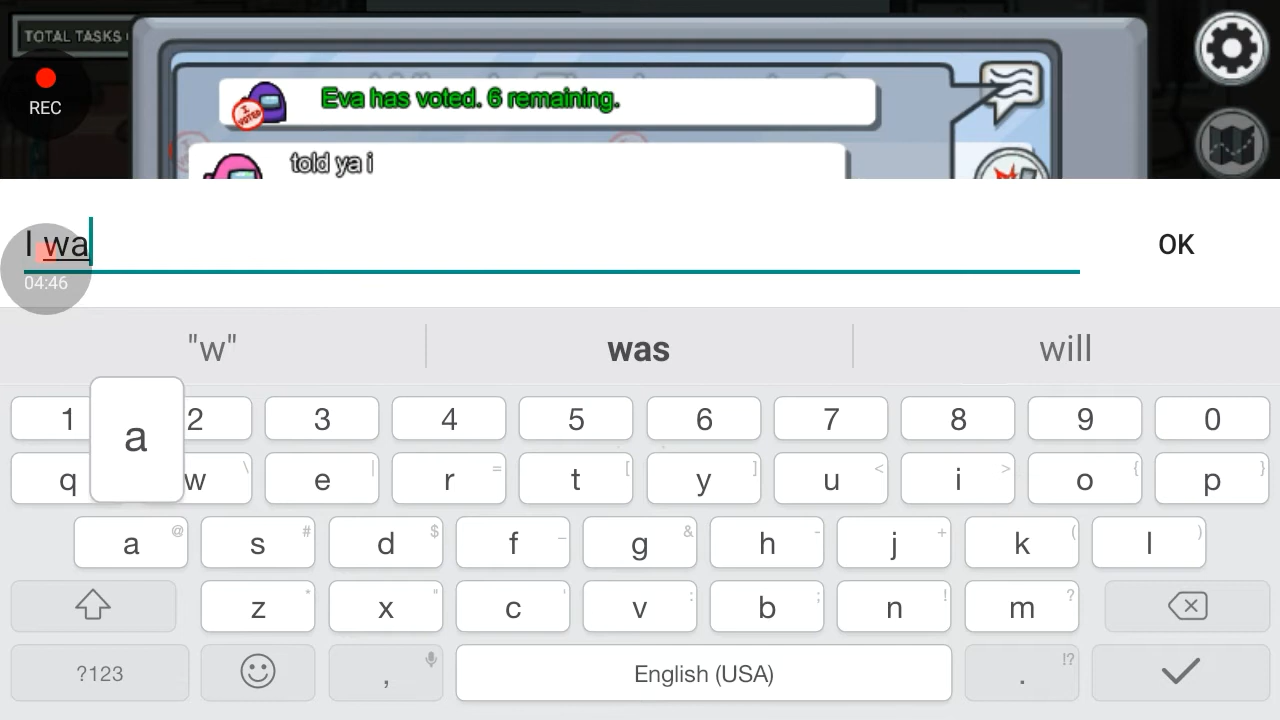 TOTAL TASKS
REC
I VOTED
Eva has voted. 6 remaining.
told ya i
I wa
OK
04:46
"w" was will
a
1 2 3 4 5 6 7 8 9 0
q w \ e | r = t [ y ] u < i > o { p }
a @ s # d $ f – g & h - j + k ( l )
z * x " c ' v : b ; n ! m ?
?123 , English (USA) . !?